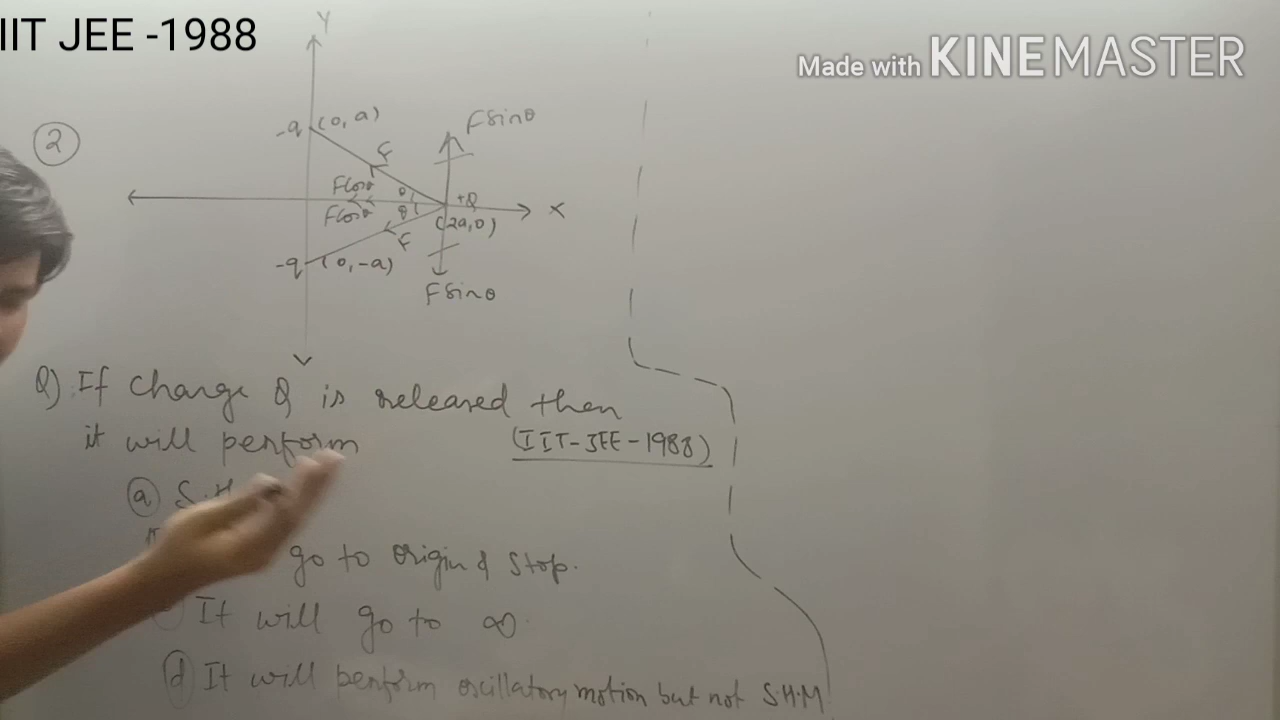 IIT JEE -1988
Made with KINEMASTER
Y
2
-q (0, a)
F sinθ
F
F cosθ
θ
+Q
X
F cosθ
θ
(2a,0)
F
-q (0, -a)
F sinθ
Q) If Charge Q is released then
it will perform (IIT-JEE-1988)
(a)
go to origin & stop.
It will go to ∞
(d) It will perform oscillatory motion but not S.H.M